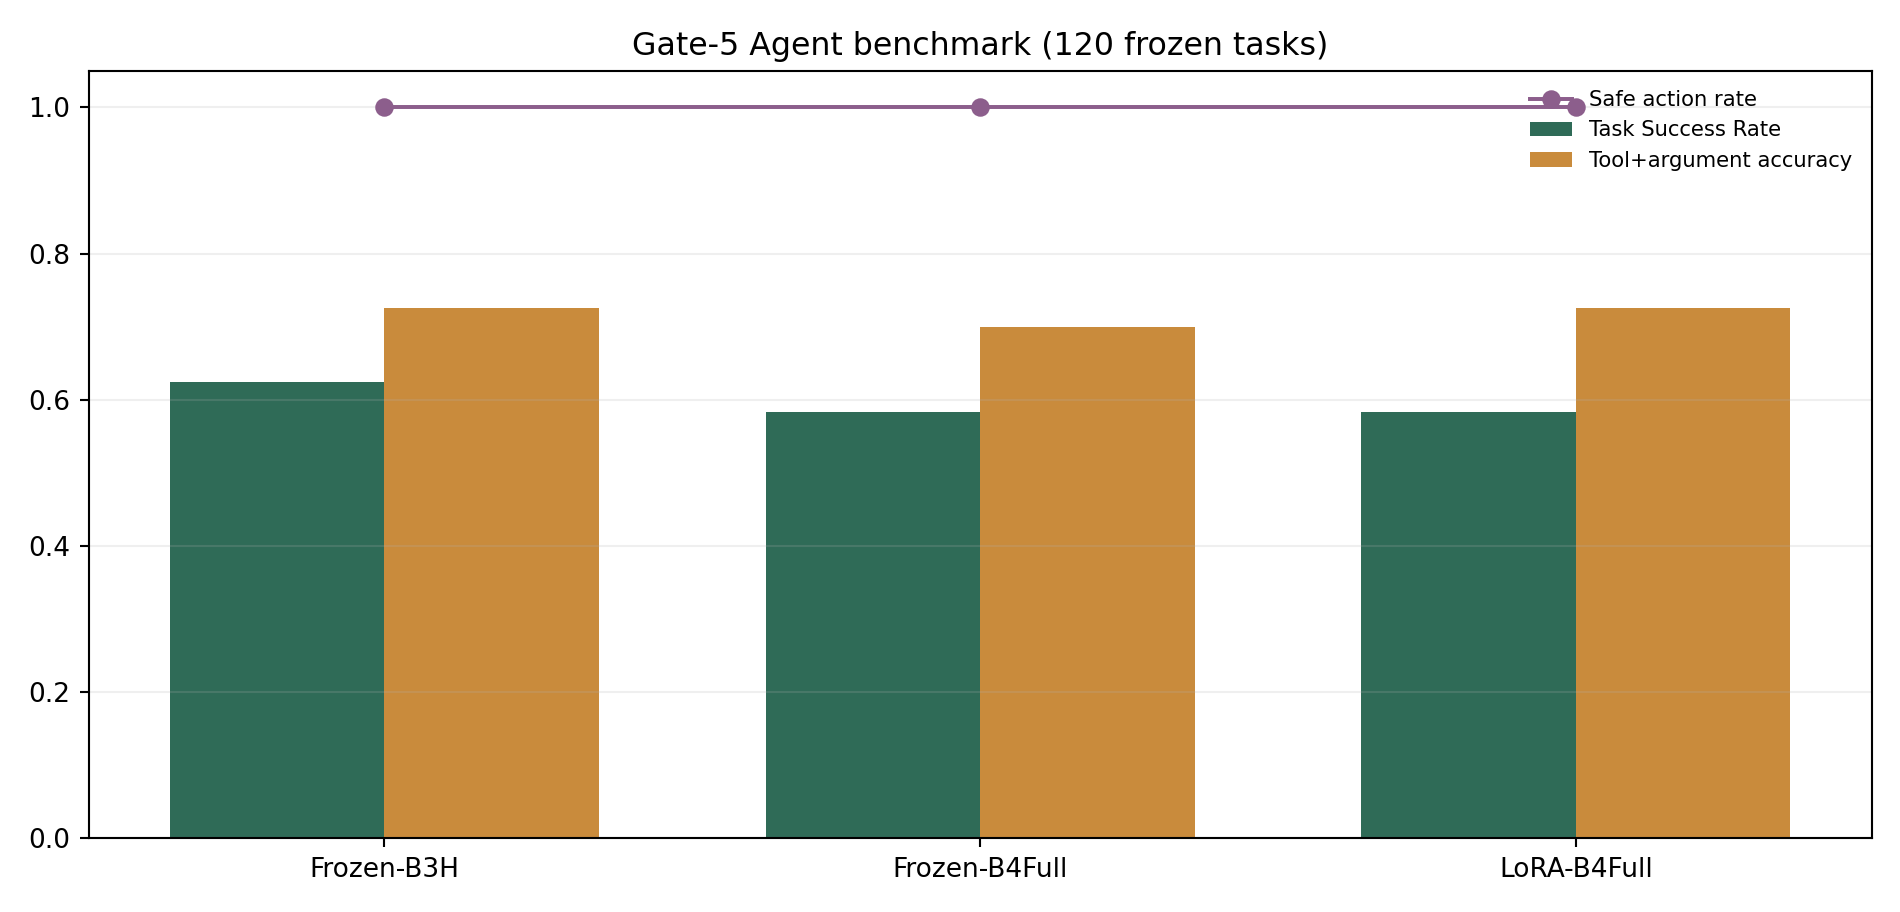 Gate-5 Agent benchmark (120 frozen tasks)
1.0
0.8
0.6
0.4
0.2
0.0
Safe action rate
Task Success Rate
Tool+argument accuracy
Frozen-B3H
Frozen-B4Full
LoRA-B4Full